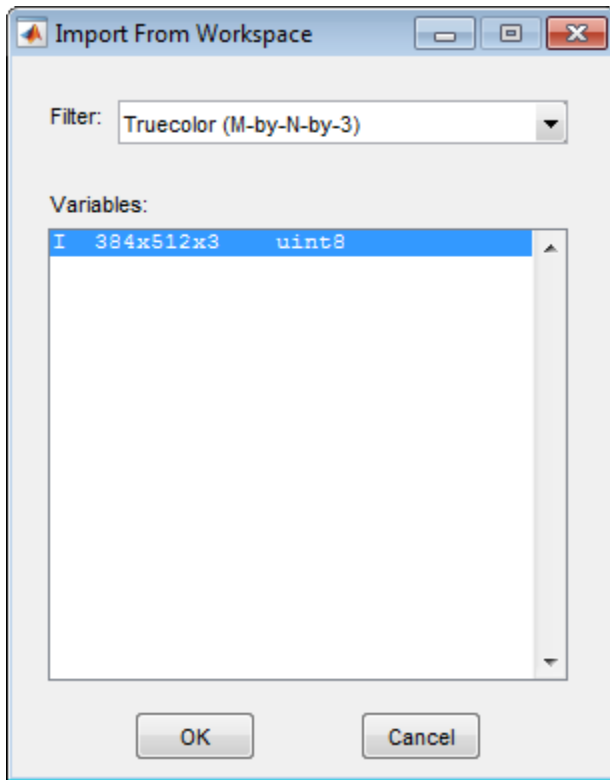 Import From Workspace
Filter: Truecolor (M-by-N-by-3)
Variables:
I 384x512x3 uint8
OK Cancel